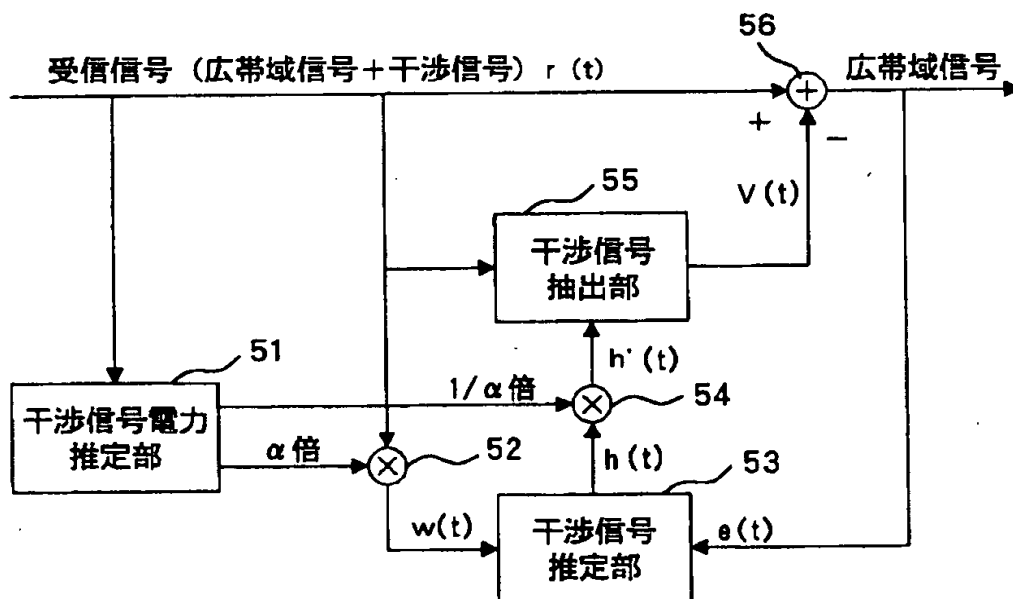 56
受信信号 (広帯域信号+干渉信号) r (t)
広帯域信号
+
+
−
55
V (t)
干渉信号
抽出部
51
h' (t)
1/α倍
×
54
干渉信号電力
推定部
α倍
×
52
h(t)
53
w(t)
干渉信号
推定部
e(t)